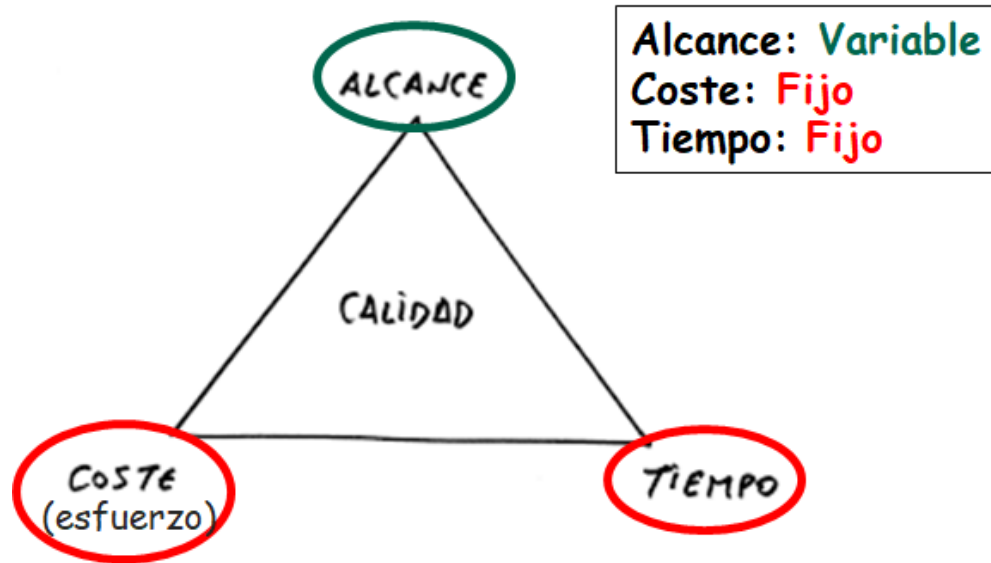 ALCANCE
Alcance: Variable
Coste: Fijo
Tiempo: Fijo
CALIDAD
COSTE
(esfuerzo)
TIEMPO